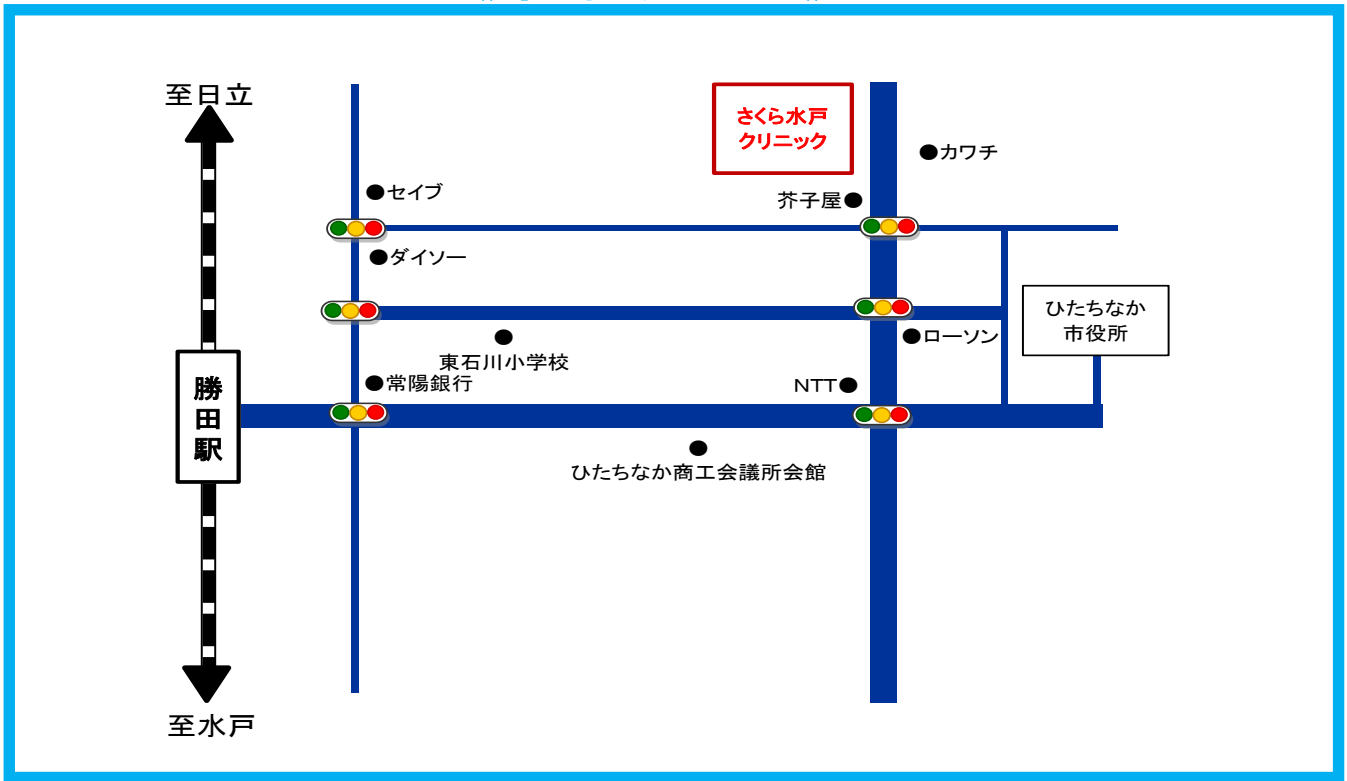 至日立
さくら水戸
クリニック
●カワチ
●セイブ
芥子屋●
●ダイソー
ひたちなか
市役所
●ローソン
東石川小学校
●常陽銀行
NTT●
勝
田
駅
ひたちなか商工会議所会館
至水戸